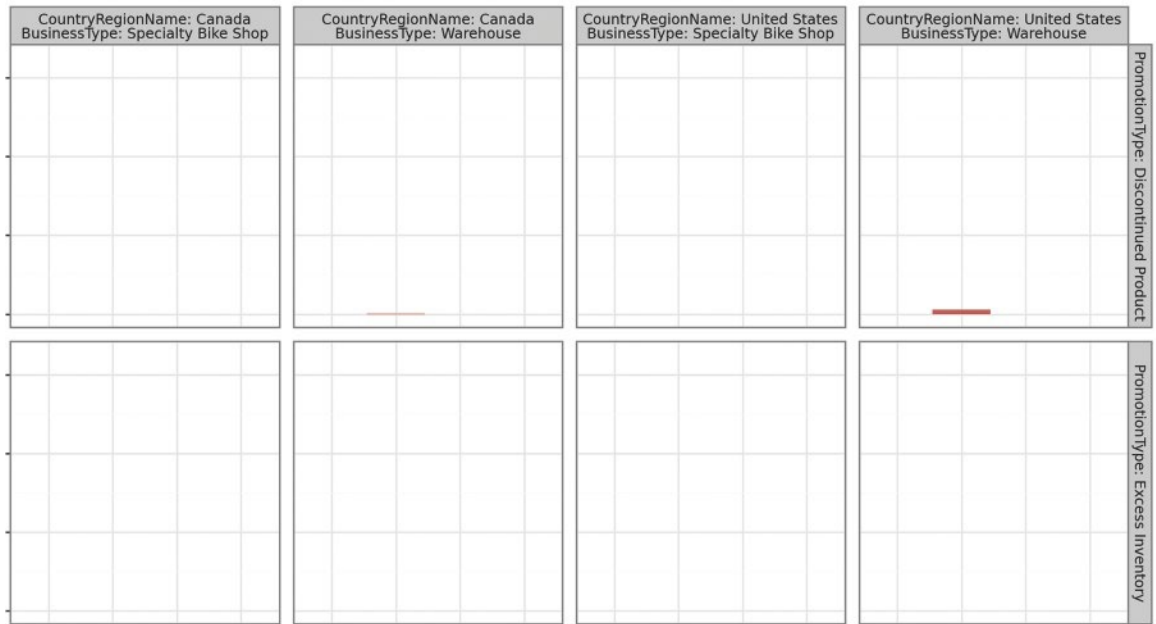 CountryRegionName: Canada
BusinessType: Specialty Bike Shop
CountryRegionName: Canada
BusinessType: Warehouse
CountryRegionName: United States
BusinessType: Specialty Bike Shop
CountryRegionName: United States
BusinessType: Warehouse
PromotionType: Discontinued Product
PromotionType: Excess Inventory